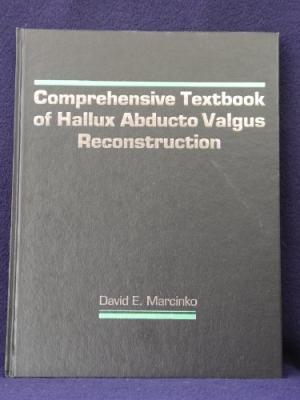 Comprehensive Textbook
of Hallux Abducto Valgus
Reconstruction
David E. Marcinko